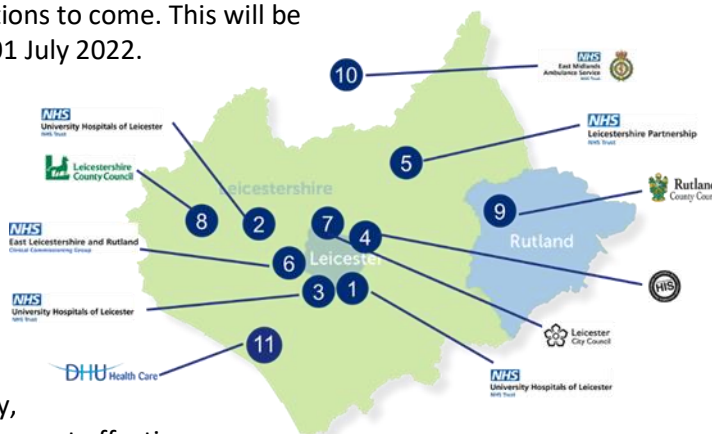 tions to come. This will be
01 July 2022.
10
NHS
East Midlands
Ambulance Service
NHS Trust
NHS
University Hospitals of Leicester
NHS Trust
NHS
Leicestershire Partnership
NHS Trust
5
Leicestershire
County Council
Leicestershire
Rutland
County Counc
8
2
7
4
9
Rutland
NHS
East Leicestershire and Rutland
Clinical Commissioning Group
6
Leicester
HIS
3
1
NHS
University Hospitals of Leicester
NHS Trust
11
Leicester
City Council
DHU Health Care
NHS
University Hospitals of Leicester
NHS Trust
y,